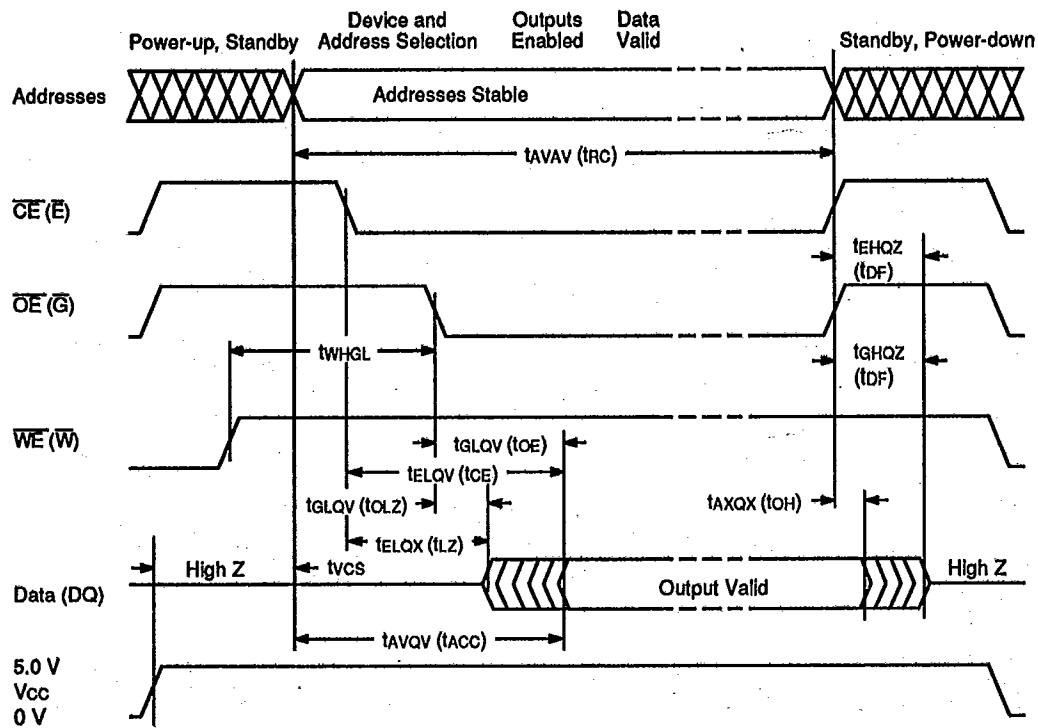 Power-up, Standby
Device and
Address Selection
Outputs
Enabled
Data
Valid
Standby, Power-down
Addresses
Addresses Stable
tAVAV (tRC)
CE (E)
tEHQZ
(tDF)
OE (G)
tWHGL
tGHQZ
(tDF)
WE (W)
tGLQV (tOE)
tELQV (tCE)
tGLQV (tOLZ)
tAXQX (tOH)
tELQX (tLZ)
High Z
tVCS
Data (DQ)
Output Valid
High Z
tAVQV (tACC)
5.0 V
VCC
0 V